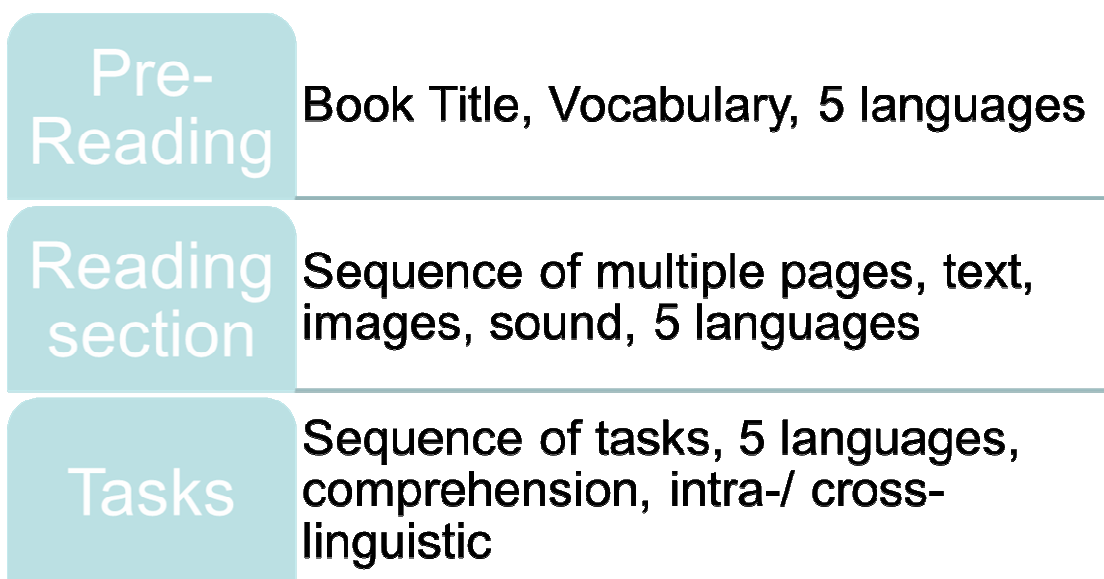 Pre-
Reading
Book Title, Vocabulary, 5 languages
Reading
section
Sequence of multiple pages, text,
images, sound, 5 languages
Tasks
Sequence of tasks, 5 languages,
comprehension, intra-/ cross-
linguistic